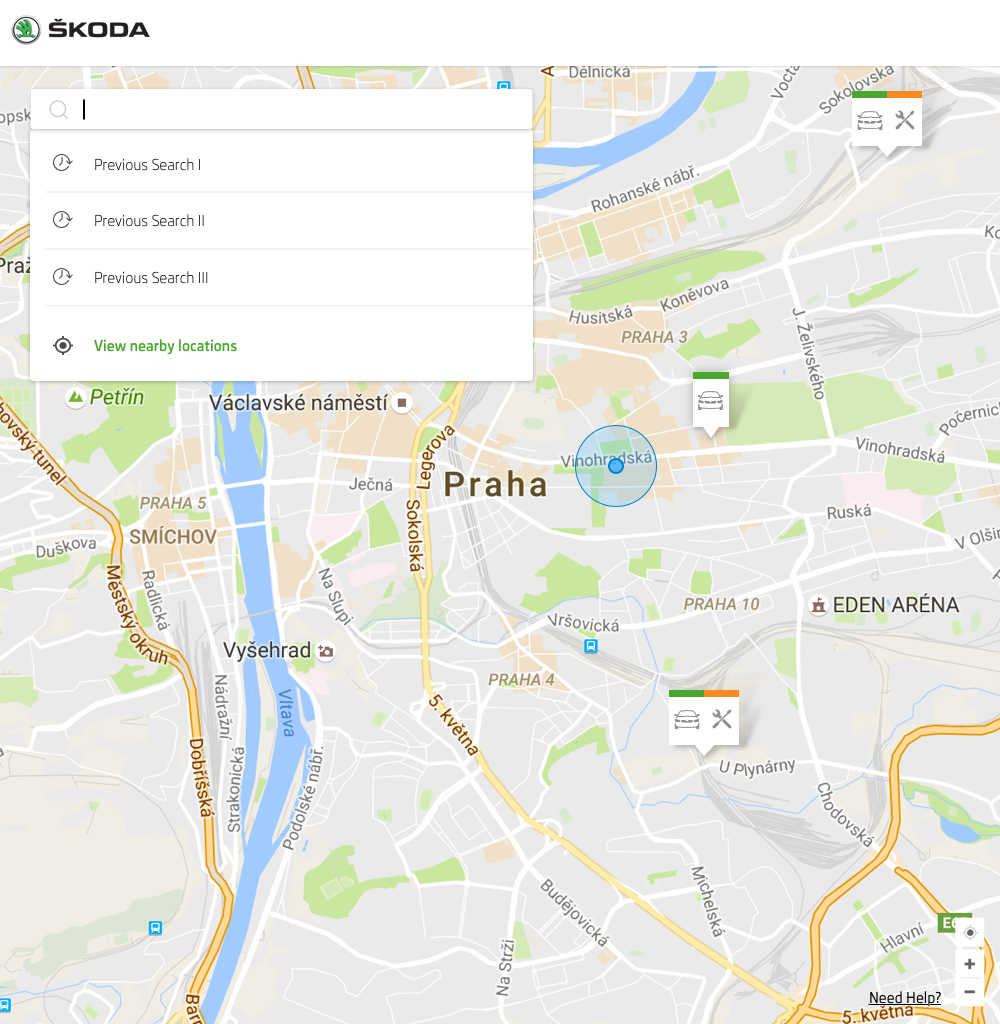 ŠKODA
Dělnická
Sokolovská
Previous Search I
Rohanské nábř.
Previous Search II
Previous Search III
Koněvova
Husitská
PRAHA 3
J. Želivského
View nearby locations
Petřín
Václavské náměstí
Legerova
Vinohradská
Vinohradská
Ječná
Praha
PRAHA 5
Sokolská
Ruská
SMÍCHOV
Duškova
Radlická
Městský okruh
Na Slupi
PRAHA 10
EDEN ARÉNA
Vršovická
Vyšehrad
PRAHA 4
Nádražní
Vltava
5. května
Dobříšská
Strakonická
Podolské nábř.
U Plynárny
Chodovská
Michelská
Budějovická
Hlavní
Na Strži
Need Help?
5. května